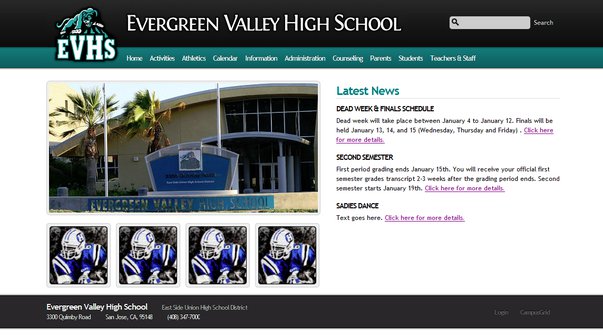 EVERGREEN VALLEY HIGH SCHOOL
Search
EVHS
Home Activities Athletics Calendar Information Administration Counseling Parents Students Teachers & Staff
Latest News
DEAD WEEK & FINALS SCHEDULE
Dead week will take place between January 4 to January 12. Finals will be
held January 13, 14, and 15 (Wednesday, Thursday and Friday) . Click here
for more details.
SECOND SEMESTER
First period grading ends January 15th. You will receive your official first
semester grades transcript 2-3 weeks after the grading period ends. Second
semester starts January 19th. Click here for more details.
SADIES DANCE
Text goes here. Click here for more details.
EVERGREEN VALLEY HIGH SCHOOL
Evergreen Valley High School East Side Union High School District
3300 Quimby Road San Jose, CA, 95148 (408) 347-7000
Login CampusGrid